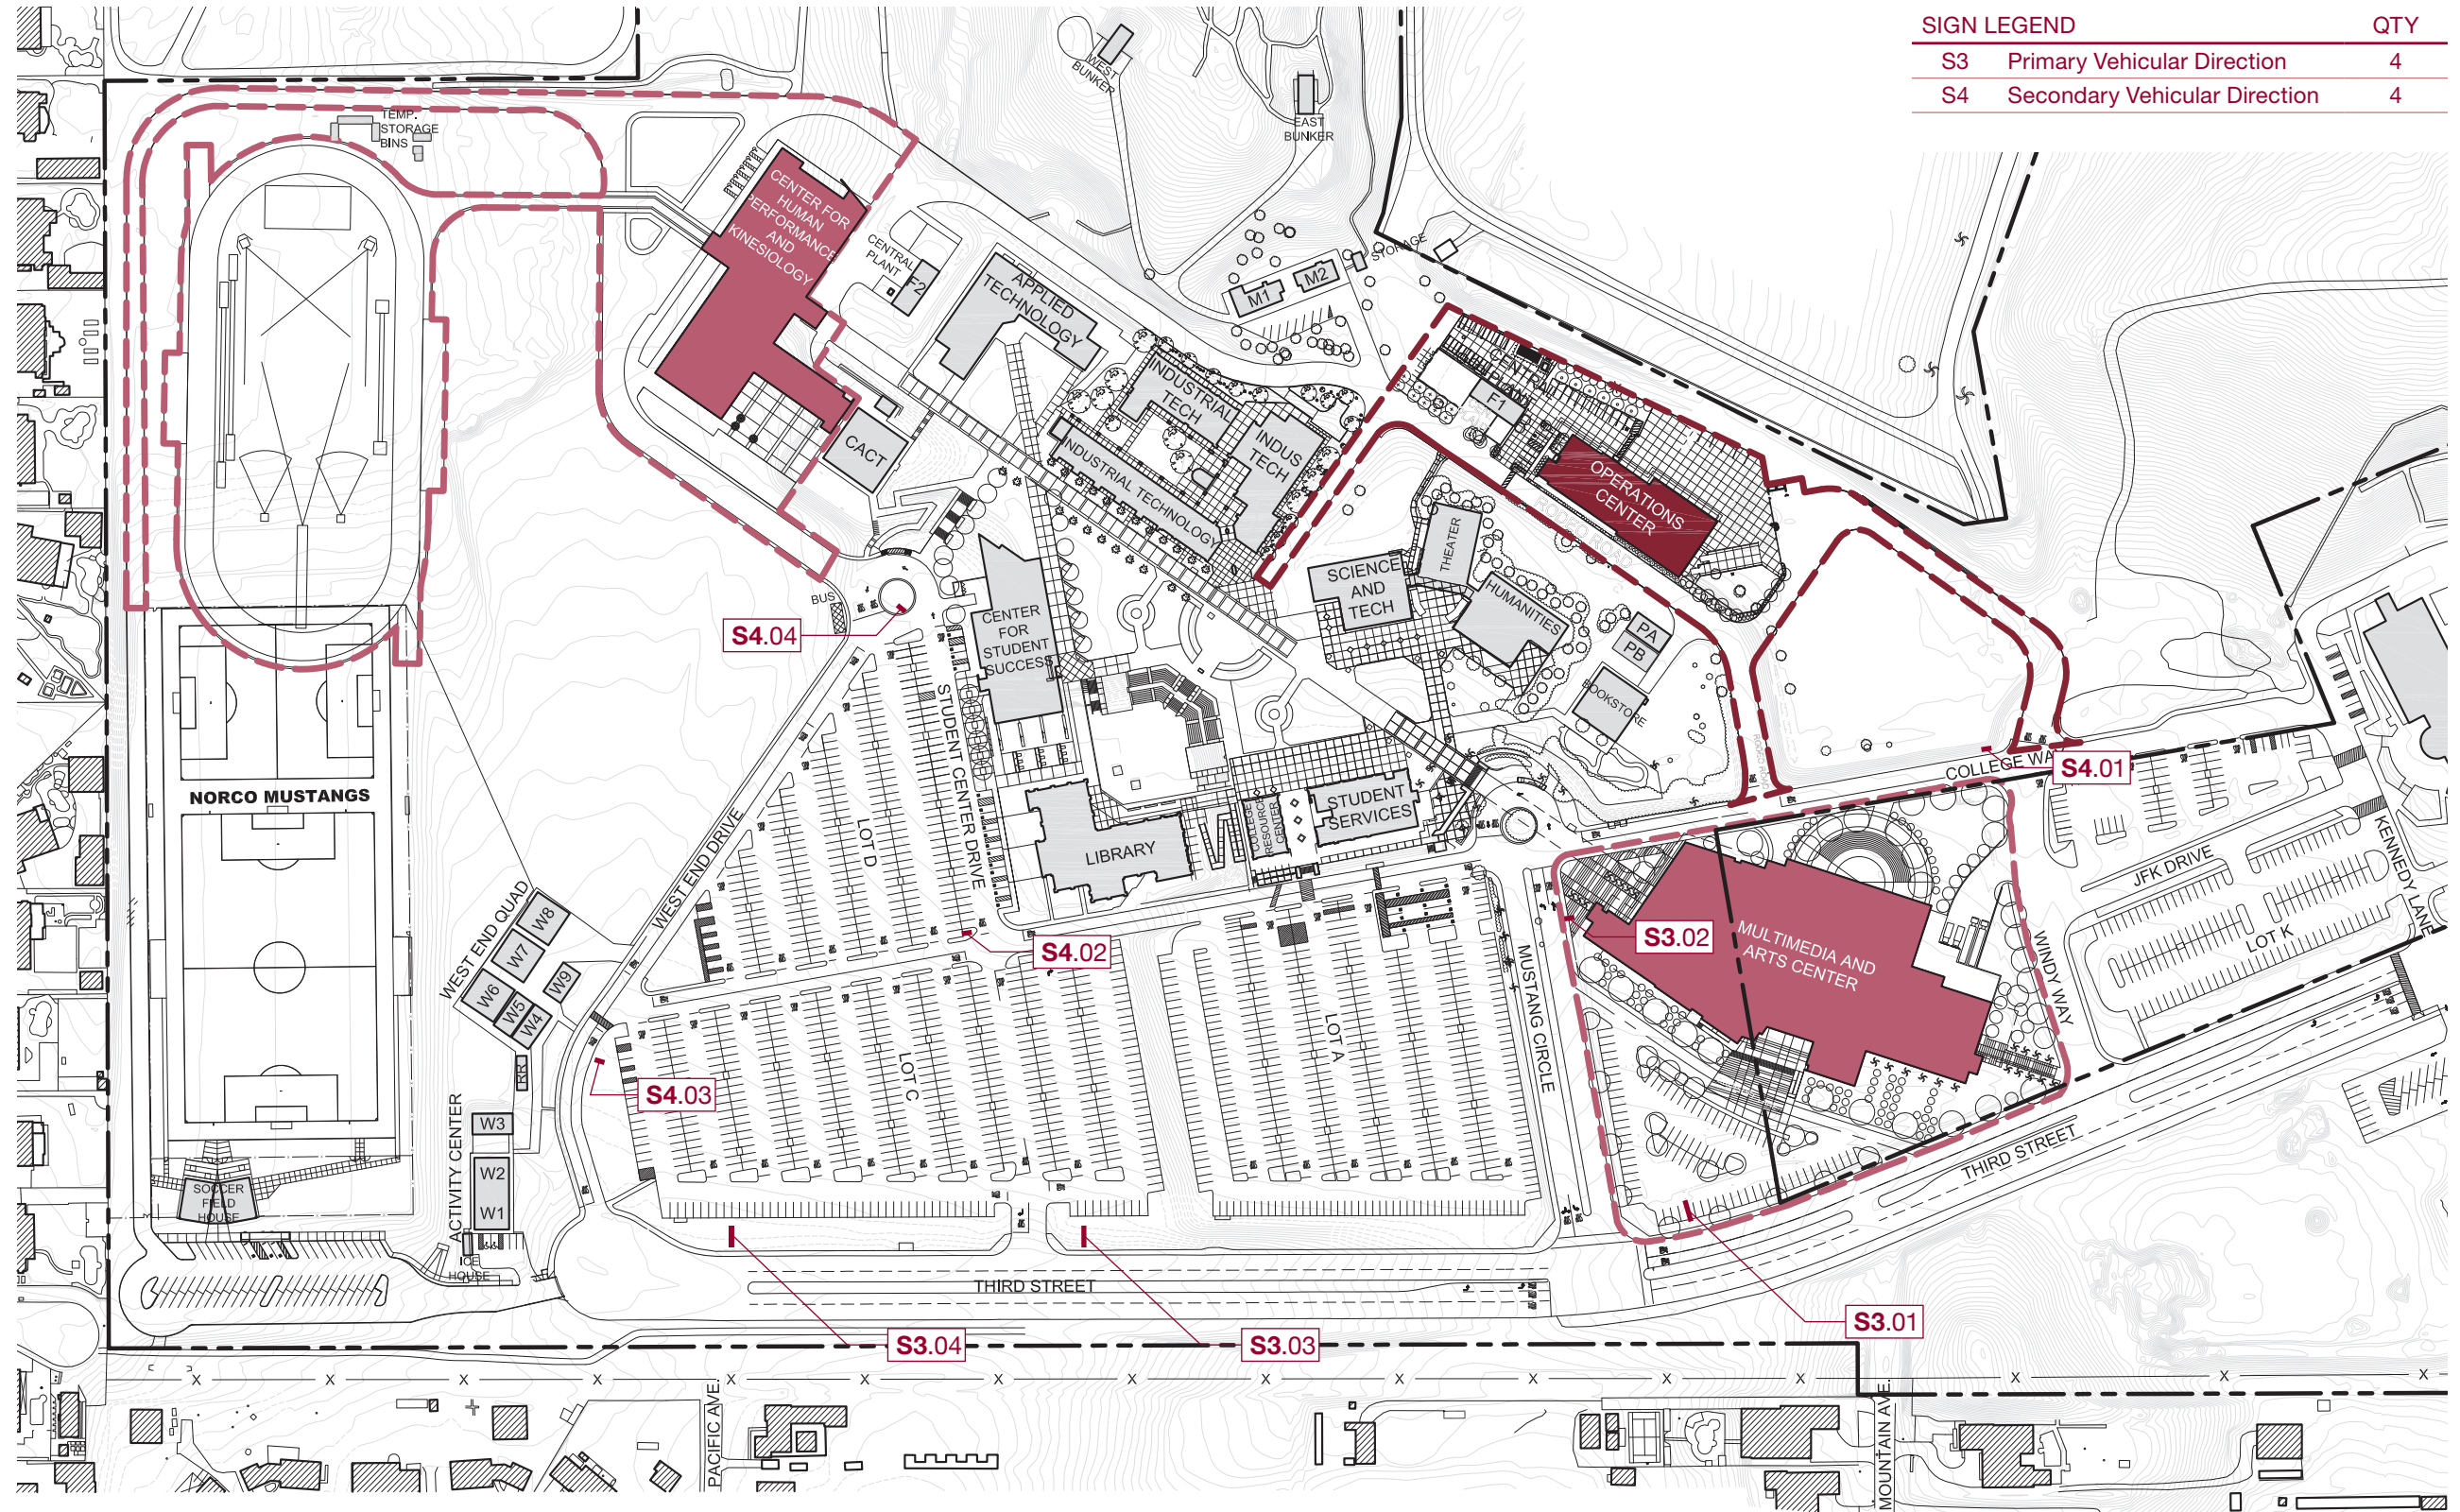 SIGN LEGEND QTY
S3 Primary Vehicular Direction 4
S4 Secondary Vehicular Direction 4
WEST
BUNKER
EAST
BUNKER
TEMP.
STORAGE
BINS
CENTER FOR
HUMAN
PERFORMANCE
AND
KINESIOLOGY
CENTRAL
PLANT
F2
APPLIED
TECHNOLOGY
M1
M2
STORAGE
INDUSTRIAL
TECH
INDUS
TECH
INDUSTRIAL TECHNOLOGY
CACT
CENTRAL
PLANT
F1
OPERATIONS
CENTER
THEATER
SCIENCE
AND
TECH
HUMANITIES
PA
PB
BOOKSTORE
BUS
S4.04
CENTER
FOR
STUDENT
SUCCESS
STUDENT CENTER DRIVE
LOT D
WEST END DRIVE
NORCO MUSTANGS
COLLEGE WAY
S4.01
COLLEGE
RESOURCE
CENTER
STUDENT
SERVICES
LIBRARY
JFK DRIVE
KENNEDY LANE
LOT K
WINDY WAY
MULTIMEDIA AND
ARTS CENTER
S3.02
S4.02
MUSTANG CIRCLE
LOT A
LOT C
WEST END QUAD
W8
W7
W9
W6
W5
W4
RR
S4.03
ACTIVITY CENTER
W3
W2
W1
ICE
HOUSE
SOCCER
FIELD
HOUSE
THIRD STREET
THIRD STREET
S3.04
S3.03
S3.01
X X X X X X X X X X X X X X X X
PACIFIC AVE.
MOUNTAIN AVE.